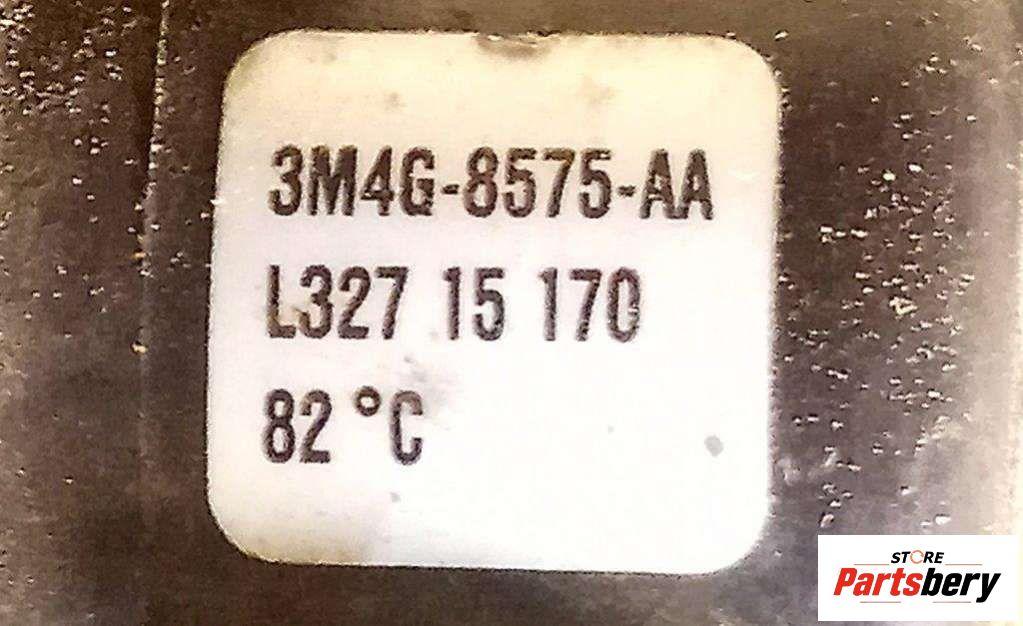 3M4G-8575-AA
L327 15 170
82 °C
STORE
Partsbery